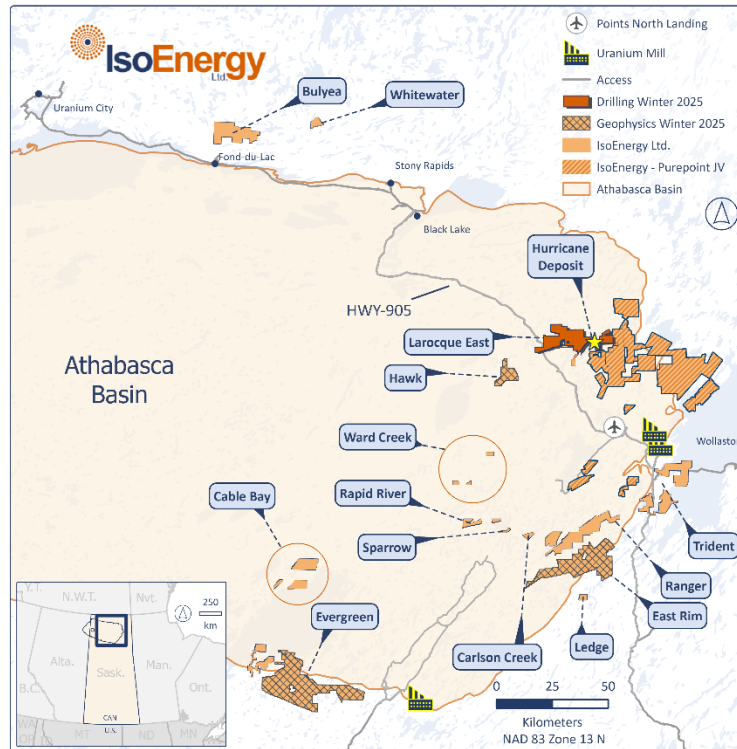 IsoEnergy
Ltd.
Points North Landing
Uranium Mill
Access
Drilling Winter 2025
Geophysics Winter 2025
IsoEnergy Ltd.
IsoEnergy - Purepoint JV
Athabasca Basin
Uranium City
Bulyea
Whitewater
Fond-du-Lac
Stony Rapids
Black Lake
Hurricane
Deposit
HWY-905
Larocque East
Athabasca
Basin
Hawk
Ward Creek
Wollaston
Cable Bay
Rapid River
Sparrow
Trident
Ranger
East Rim
Evergreen
Carlson Creek
Ledge
0 25 50
Kilometers
NAD 83 Zone 13 N
Y.T.
N.W.T.
Nvt.
250
km
Alta.
Sask.
Man.
B.C.
Ont.
CAN
U.S.
WA
OR
ID
MT
ND
MN